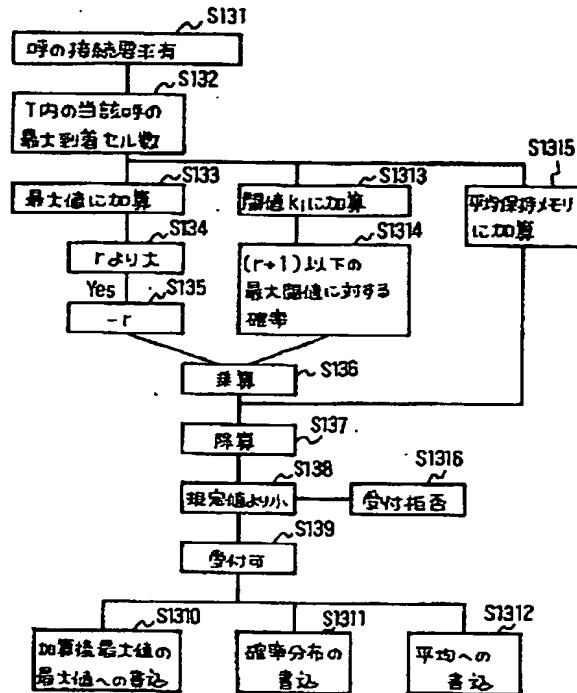 S131
呼の接続要求有
S132
T内の当該呼の
最大到着セル数
S133
最大値に加算
S1313
閾値kiに加算
S1315
平均保持メモリ
に加算
S134
rより大
Yes
S135
-r
S1314
(r+1)以下の
最大閾値に対する
確率
S136
乗算
S137
除算
S138
規定値より小
S1316
受付拒否
S139
受付可
S1310
加算後最大値の
最大値への書込
S1311
確率分布の
書込
S1312
平均への
書込